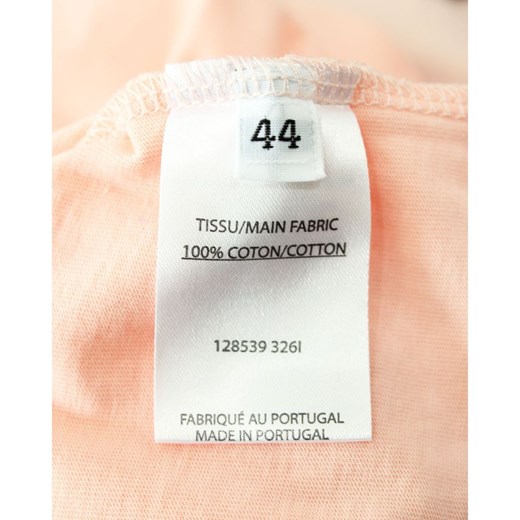 44
TISSU/MAIN FABRIC
100% COTON/COTTON
128539 326I
FABRIQUÉ AU PORTUGAL
MADE IN PORTUGAL